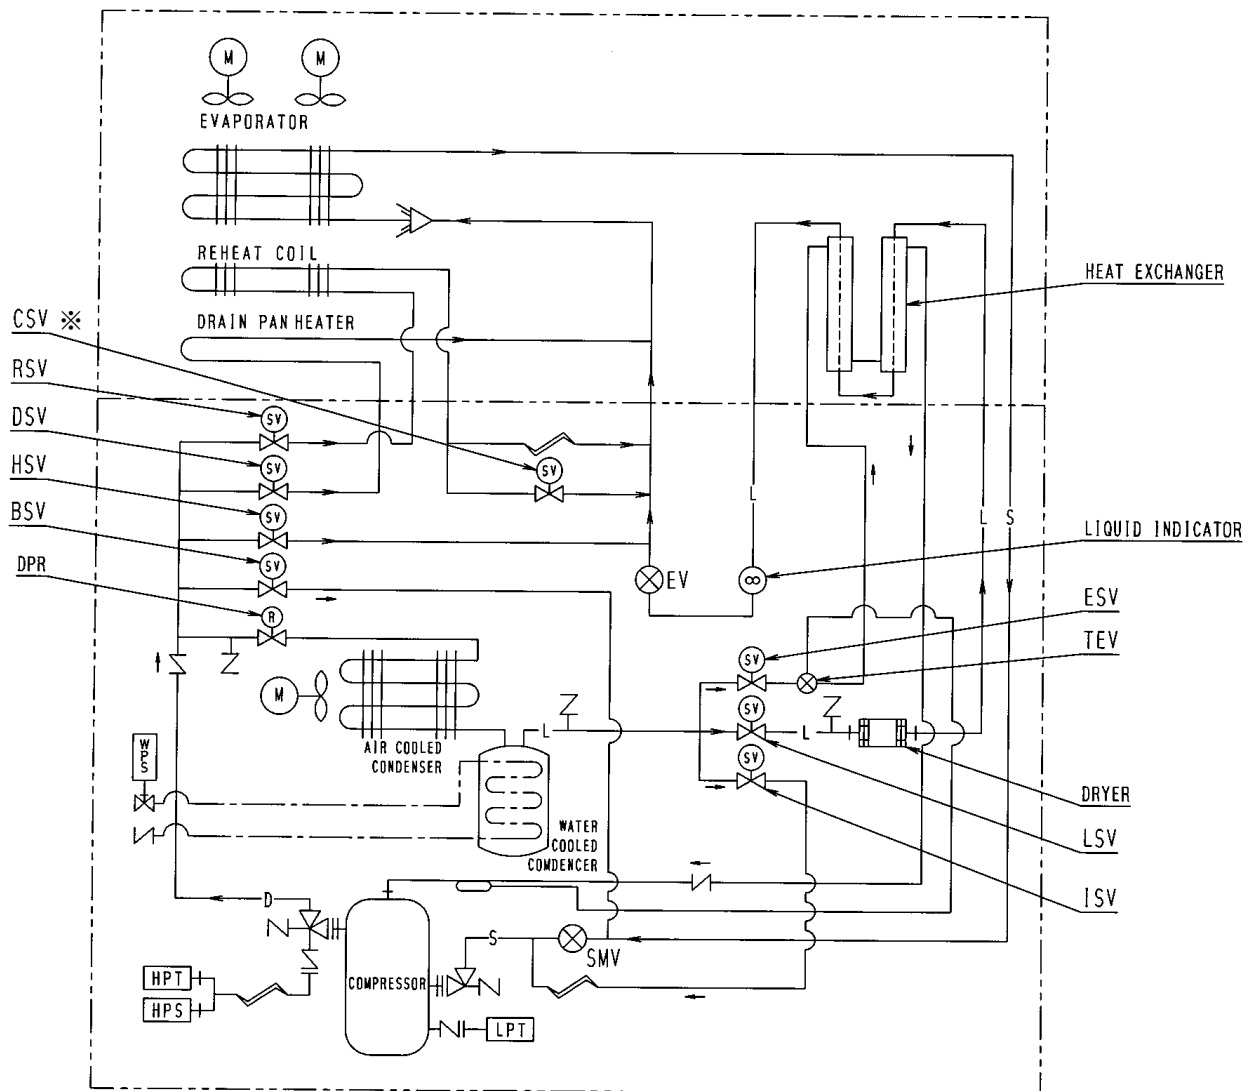 M
M
EVAPORATOR
REHEAT COIL
HEAT EXCHANGER
CSV ※
DRAIN PAN HEATER
RSV
SV
DSV
SV
SV
HSV
L
L
S
SV
BSV
LIQUID INDICATOR
SV
DPR
EV
∞
ESV
R
TEV
SV
M
SV
L
L
AIR COOLED
CONDENSER
WPS
SV
DRYER
WATER
COOLED
COMDENCER
LSV
D
ISV
S
SMV
HPT
COMPRESSOR
HPS
LPT